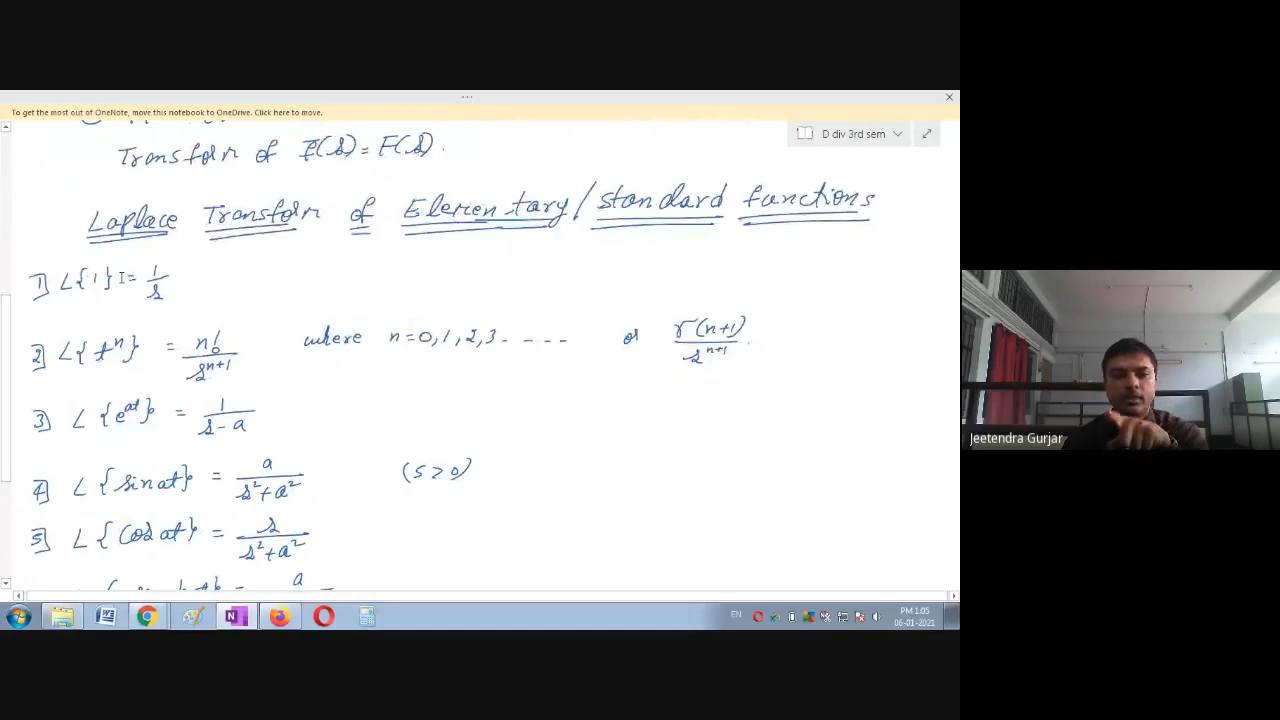 To get the most out of OneNote, move this notebook to OneDrive. Click here to move.
D div 3rd sem
Transform of F(s) = F(s).
Laplace Transform of Elementary/standard functions
1] L{1} = 1/s
2] L{t^n} = n!/s^(n+1) where n=0,1,2,3 - - - - or Γ(n+1)/s^(n+1)
3] L{e^at} = 1/(s-a)
4] L{sin at} = a/(s²+a²) (s>0)
5] L{Cos at} = s/(s²+a²)
a
Jeetendra Gurjar
EN
PM 1:05
06-01-2021